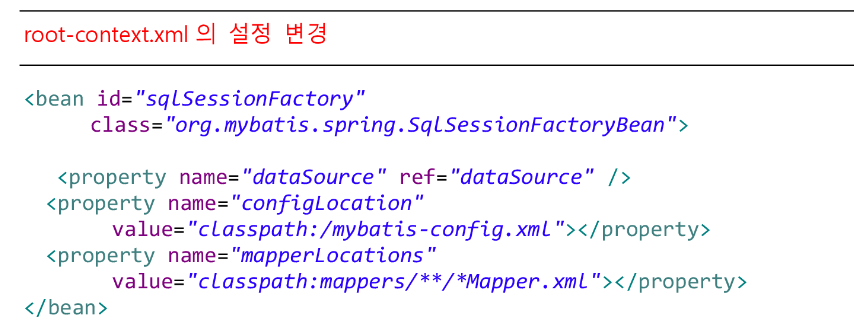 root-context.xml 의 설정 변경
<bean id="sqlSessionFactory"
class="org.mybatis.spring.SqlSessionFactoryBean">
<property name="dataSource" ref="dataSource" />
<property name="configLocation"
value="classpath:/mybatis-config.xml"></property>
<property name="mapperLocations"
value="classpath:mappers/**/*Mapper.xml"></property>
</bean>